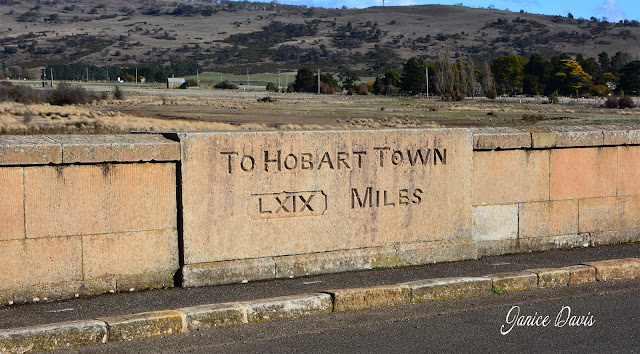 TO HOBART TOWN
LXIX MILES
Janice Davis